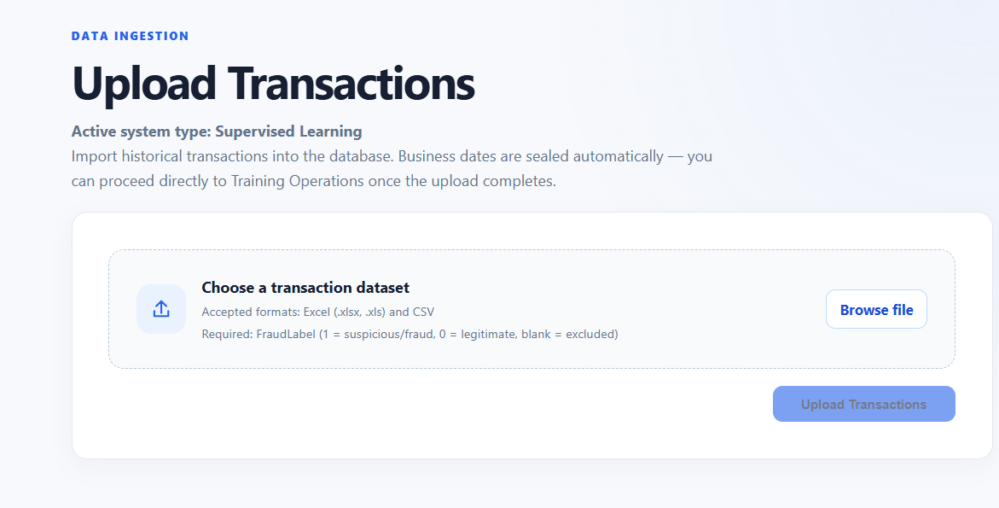 DATA INGESTION
Upload Transactions
Active system type: Supervised Learning
Import historical transactions into the database. Business dates are sealed automatically — you
can proceed directly to Training Operations once the upload completes.
Choose a transaction dataset
Accepted formats: Excel (.xlsx, .xls) and CSV
Required: FraudLabel (1 = suspicious/fraud, 0 = legitimate, blank = excluded)
Browse file
Upload Transactions